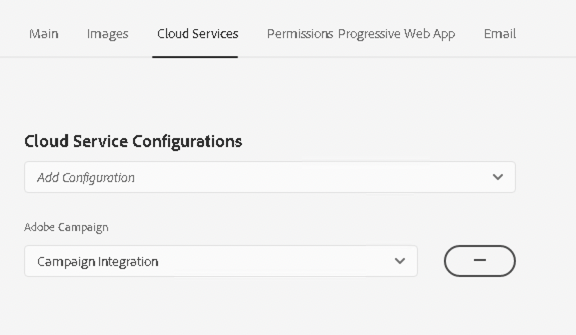 Main Images Cloud Services Permissions Progressive Web App Email
Cloud Service Configurations
Add Configuration
Adobe Campaign
Campaign Integration